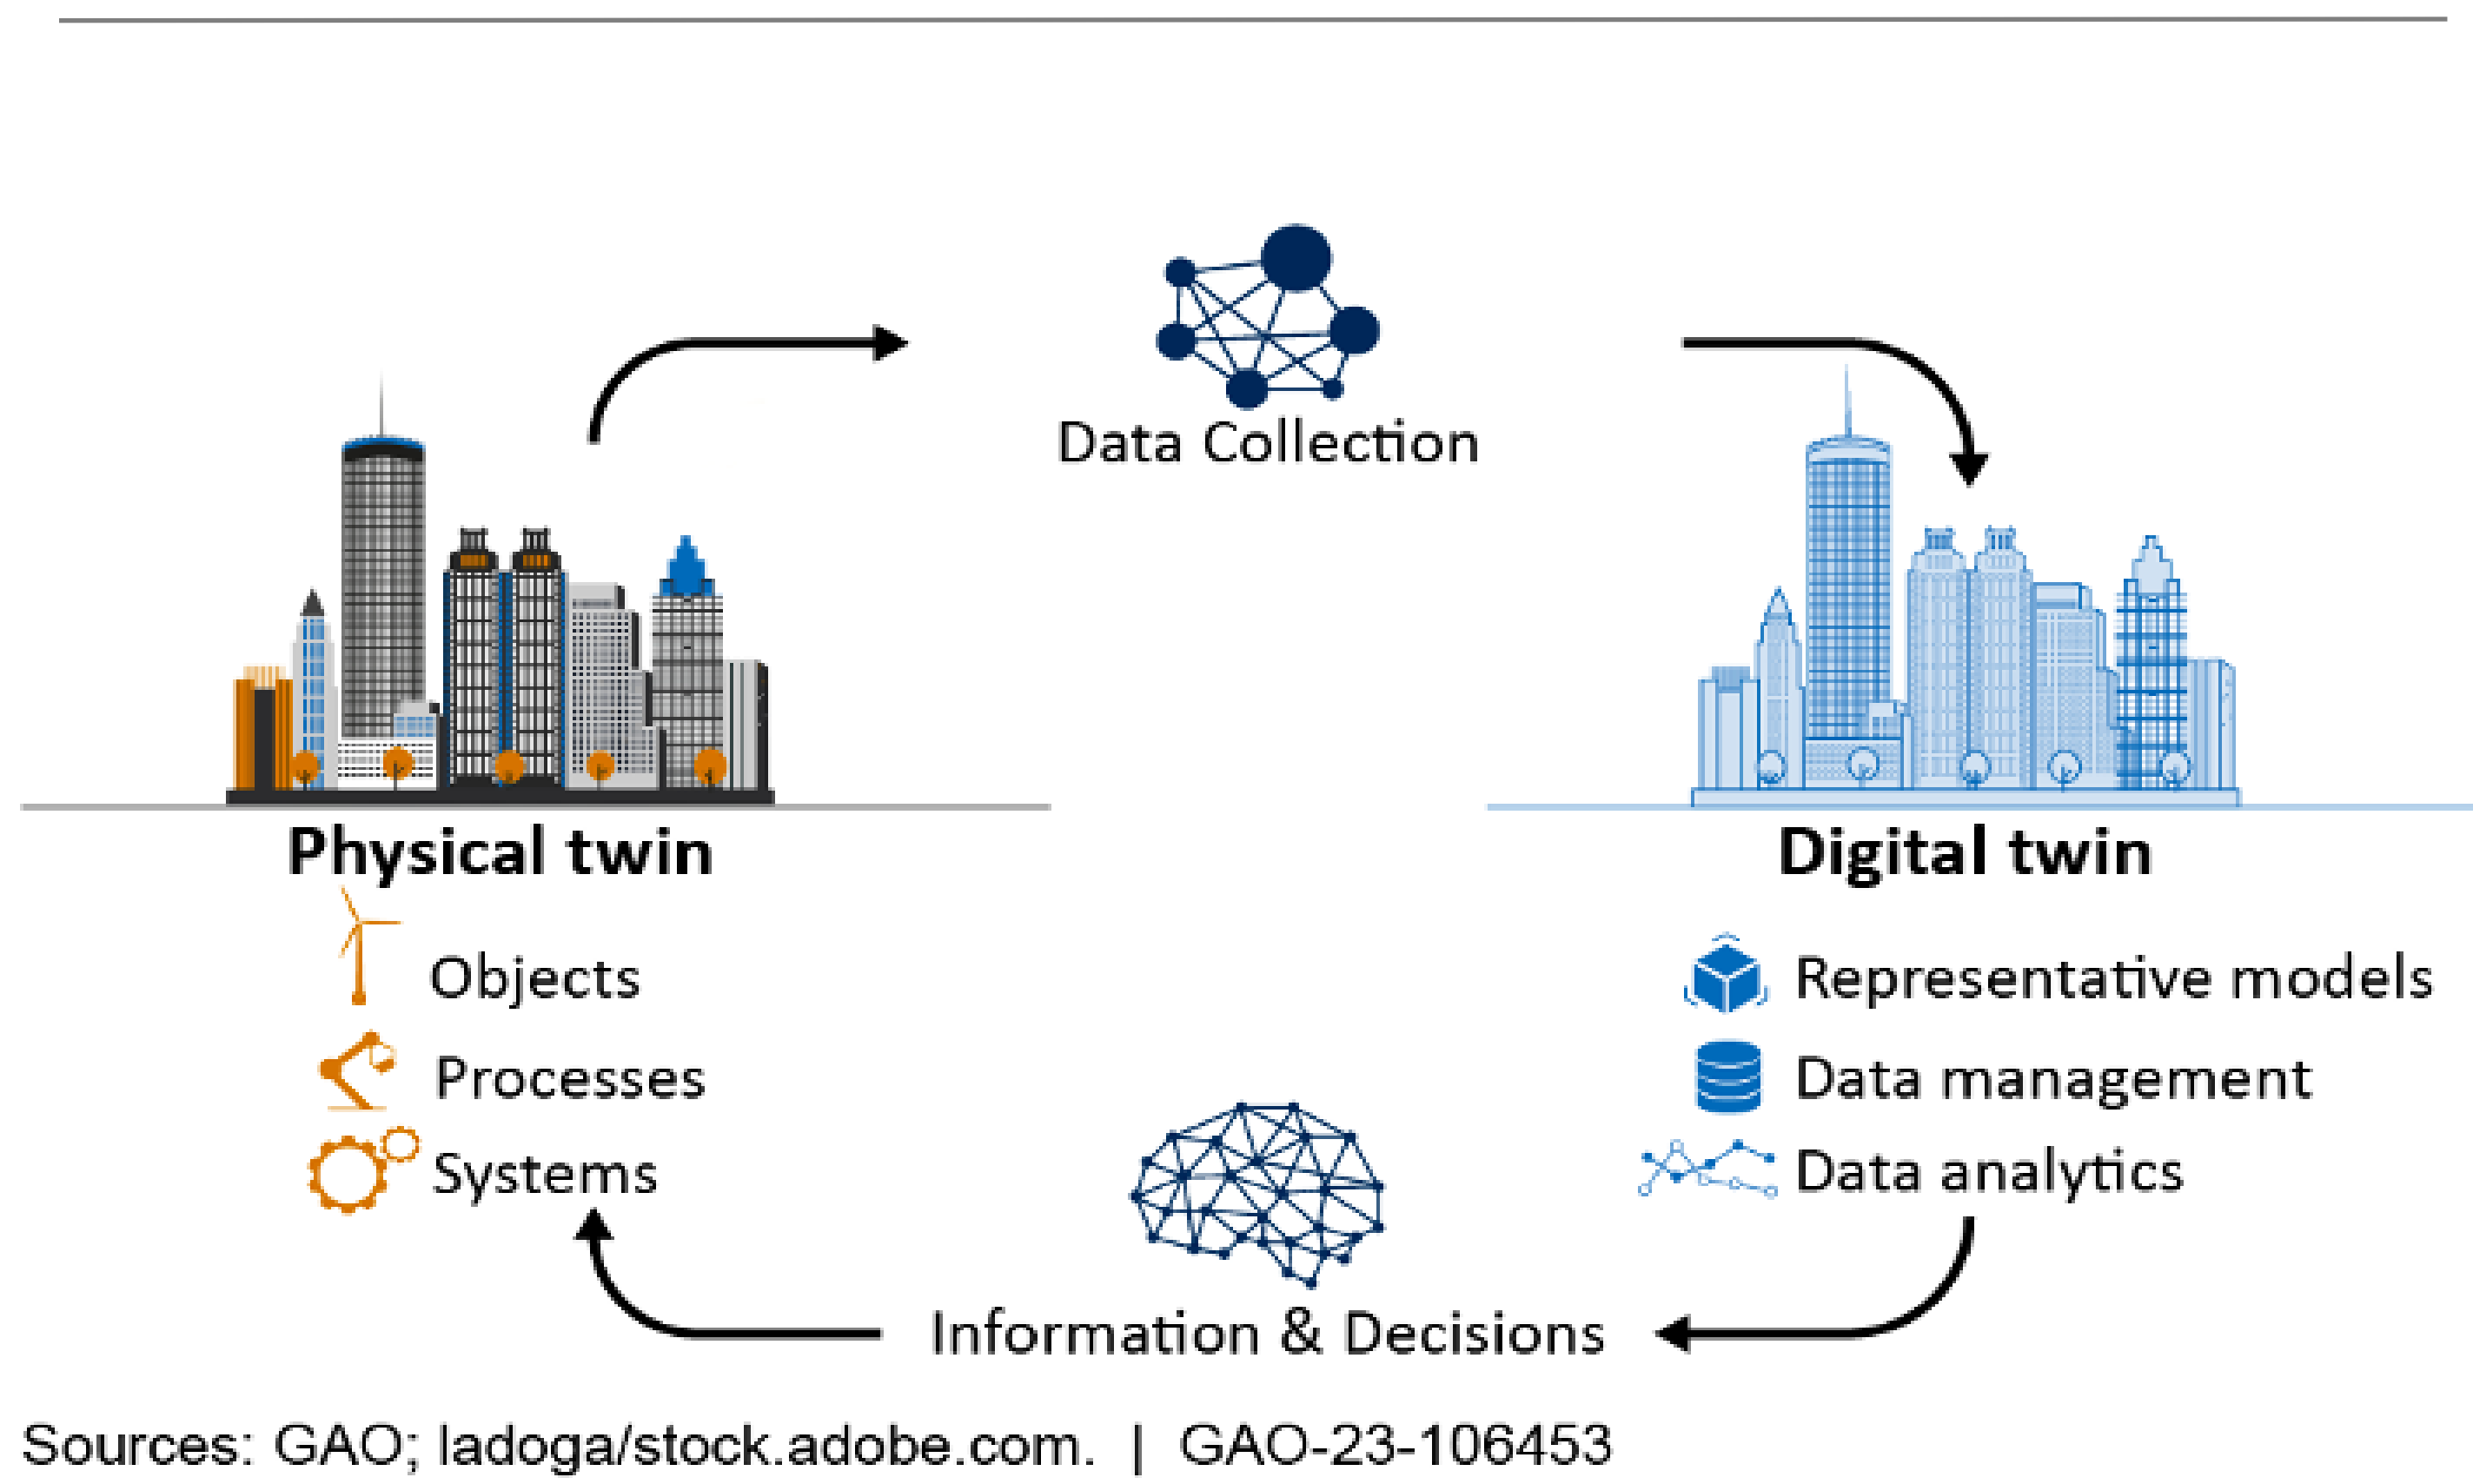 Data Collection
Physical twin
Objects
Processes
Systems
Digital twin
Representative models
Data management
Data analytics
Information & Decisions
Sources: GAO; ladoga/stock.adobe.com. | GAO-23-106453